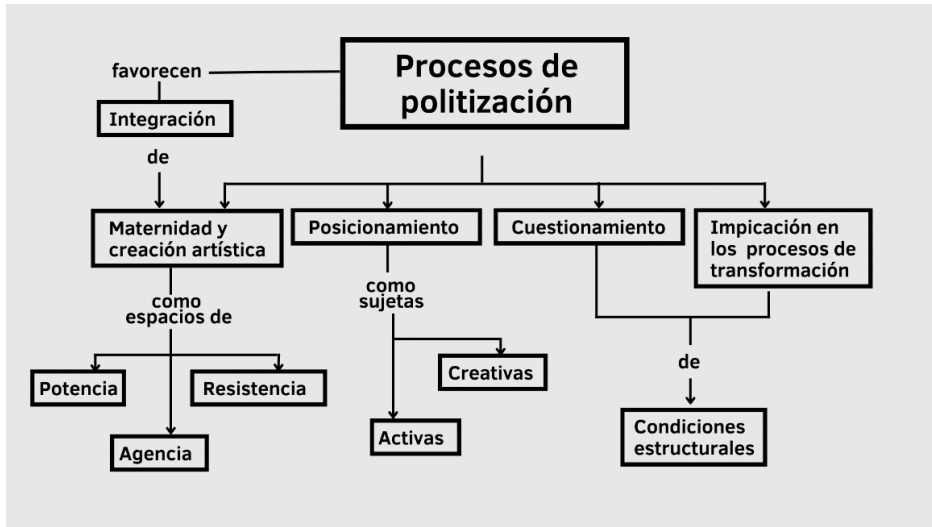 Procesos de
politización
favorecen
Integración
de
Maternidad y
creación artística
Posicionamiento
Cuestionamiento
Impicación en
los procesos de
transformación
como
espacios de
como
sujetas
Potencia
Resistencia
Agencia
Creativas
Activas
de
Condiciones
estructurales